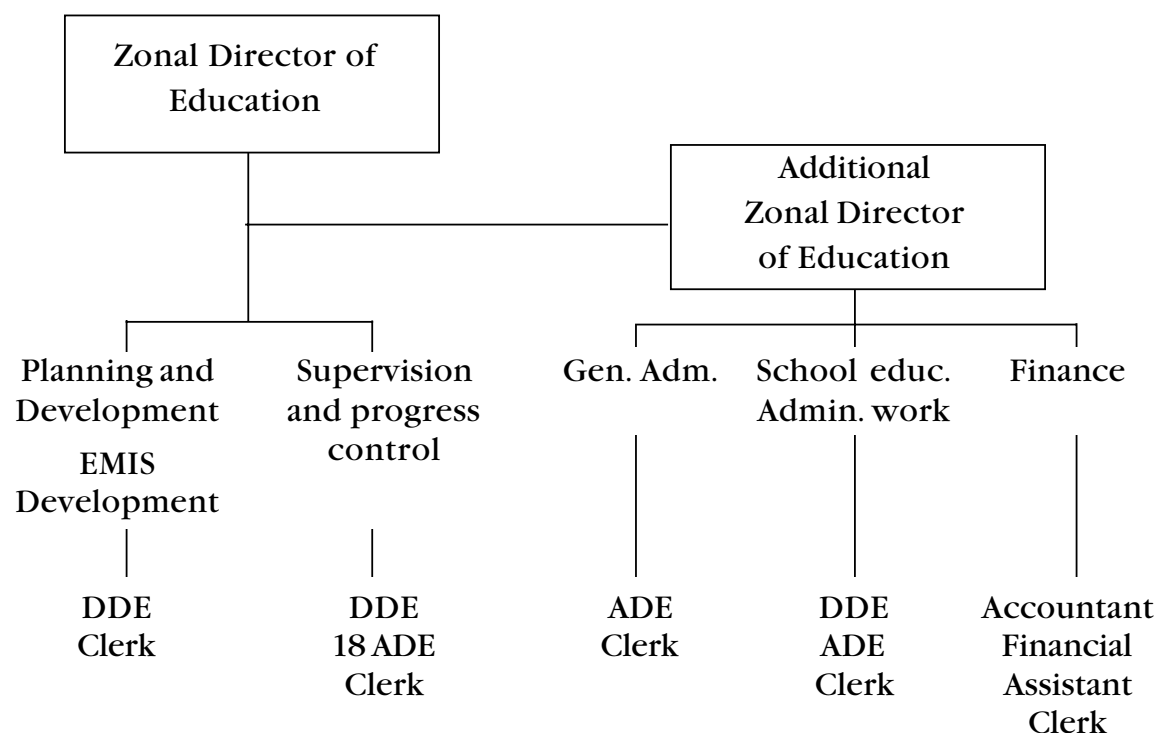 Zonal Director of
Education
Additional
Zonal Director
of Education
Planning and
Development
EMIS
Development
Supervision
and progress
control
Gen. Adm.
School educ.
Admin. work
Finance
DDE
Clerk
DDE
18 ADE
Clerk
ADE
Clerk
DDE
ADE
Clerk
Accountant
Financial
Assistant
Clerk